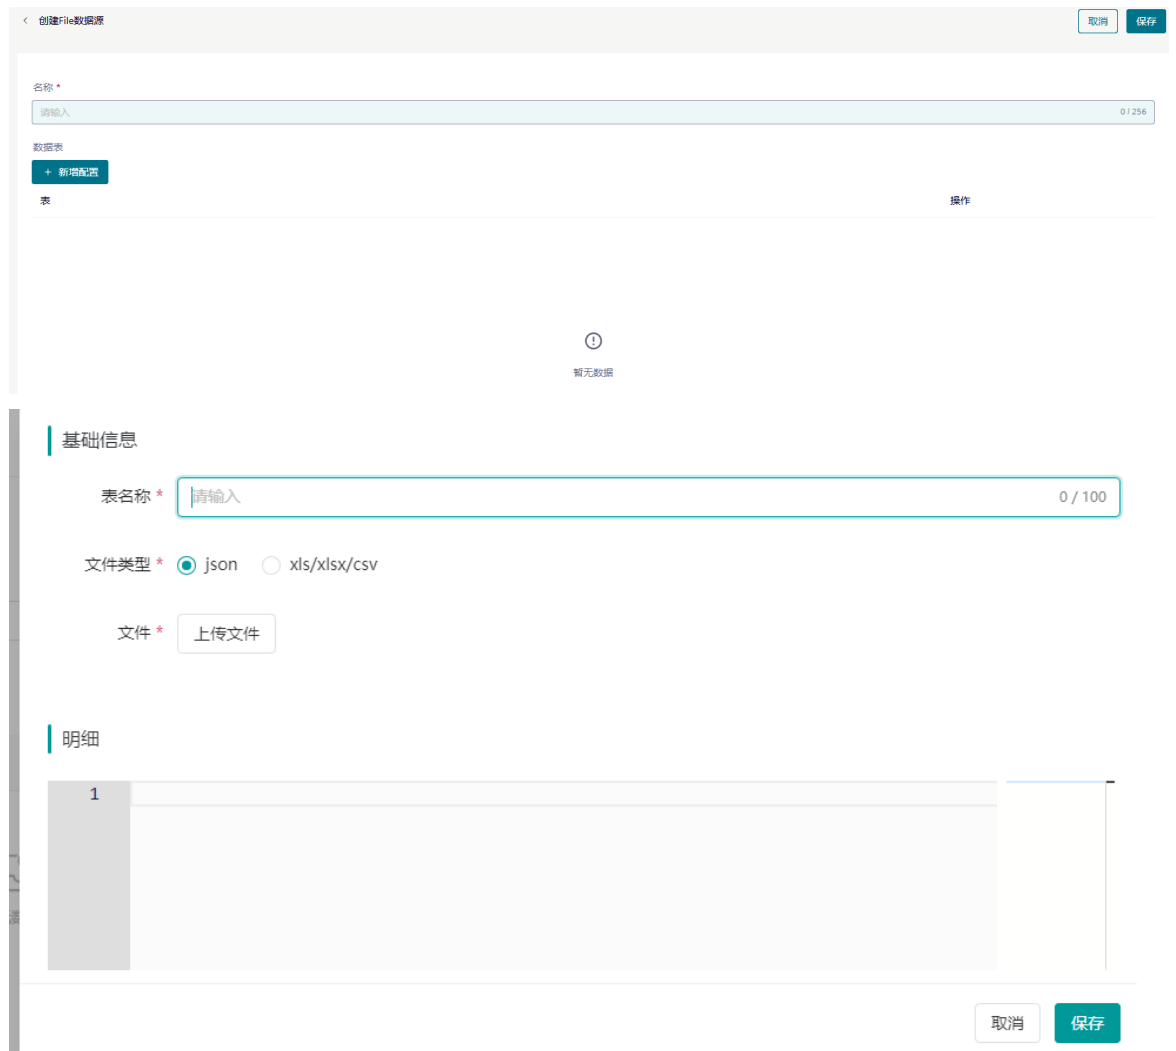 创建File数据源 取消 保存
名称 *
请输入 0 / 256
数据表
+ 新增配置
表 操作
暂无数据
基础信息
表名称 * 请输入 0 / 100
文件类型 * json xls/xlsx/csv
文件 * 上传文件
明细
1
取消 保存